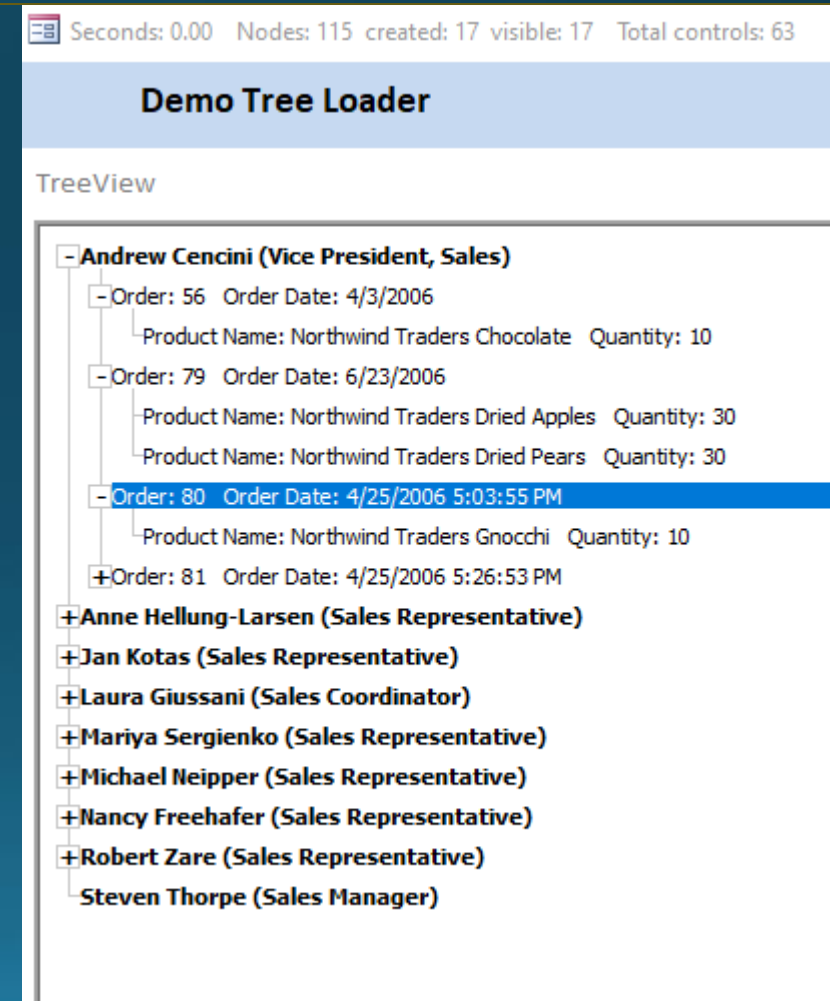 Seconds: 0.00 Nodes: 115 created: 17 visible: 17 Total controls: 63
Demo Tree Loader
TreeView
Andrew Cencini (Vice President, Sales)
Order: 56 Order Date: 4/3/2006
Product Name: Northwind Traders Chocolate Quantity: 10
Order: 79 Order Date: 6/23/2006
Product Name: Northwind Traders Dried Apples Quantity: 30
Product Name: Northwind Traders Dried Pears Quantity: 30
Order: 80 Order Date: 4/25/2006 5:03:55 PM
Product Name: Northwind Traders Gnocchi Quantity: 10
Order: 81 Order Date: 4/25/2006 5:26:53 PM
Anne Hellung-Larsen (Sales Representative)
Jan Kotas (Sales Representative)
Laura Giussani (Sales Coordinator)
Mariya Sergienko (Sales Representative)
Michael Neipper (Sales Representative)
Nancy Freehafer (Sales Representative)
Robert Zare (Sales Representative)
Steven Thorpe (Sales Manager)